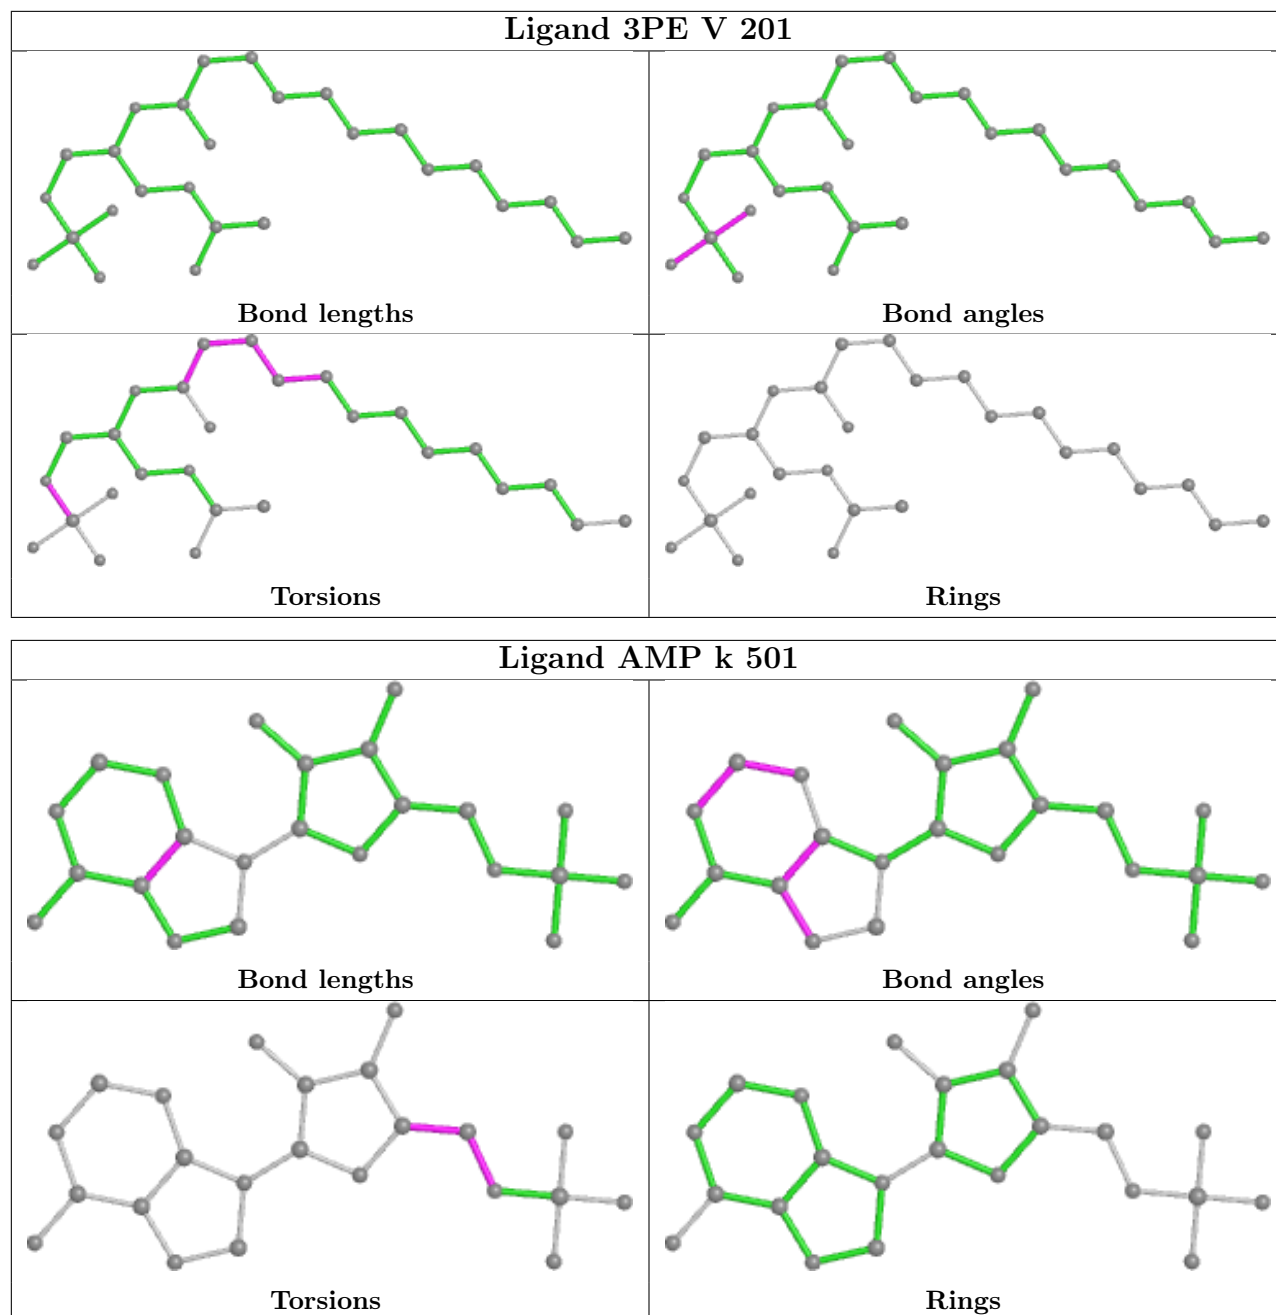 Ligand 3PE V 201
Bond lengths
Bond angles
Torsions
Rings
Ligand AMP k 501
Bond lengths
Bond angles
Torsions
Rings